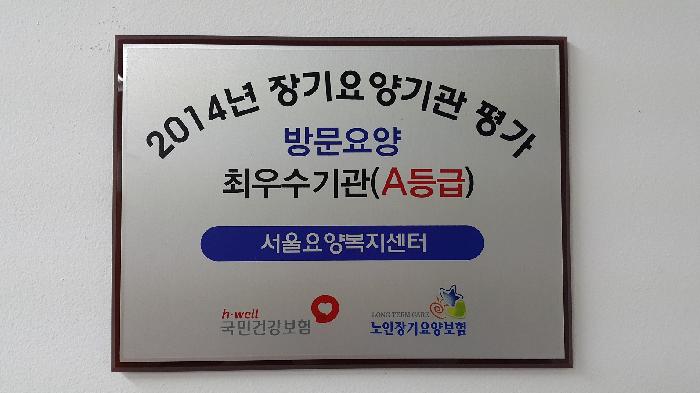 2014년 장기요양기관 평가
방문요양
최우수기관(A등급)
서울요양복지센터
h·well
국민건강보험
LONG TERM CARE
노인장기요양보험